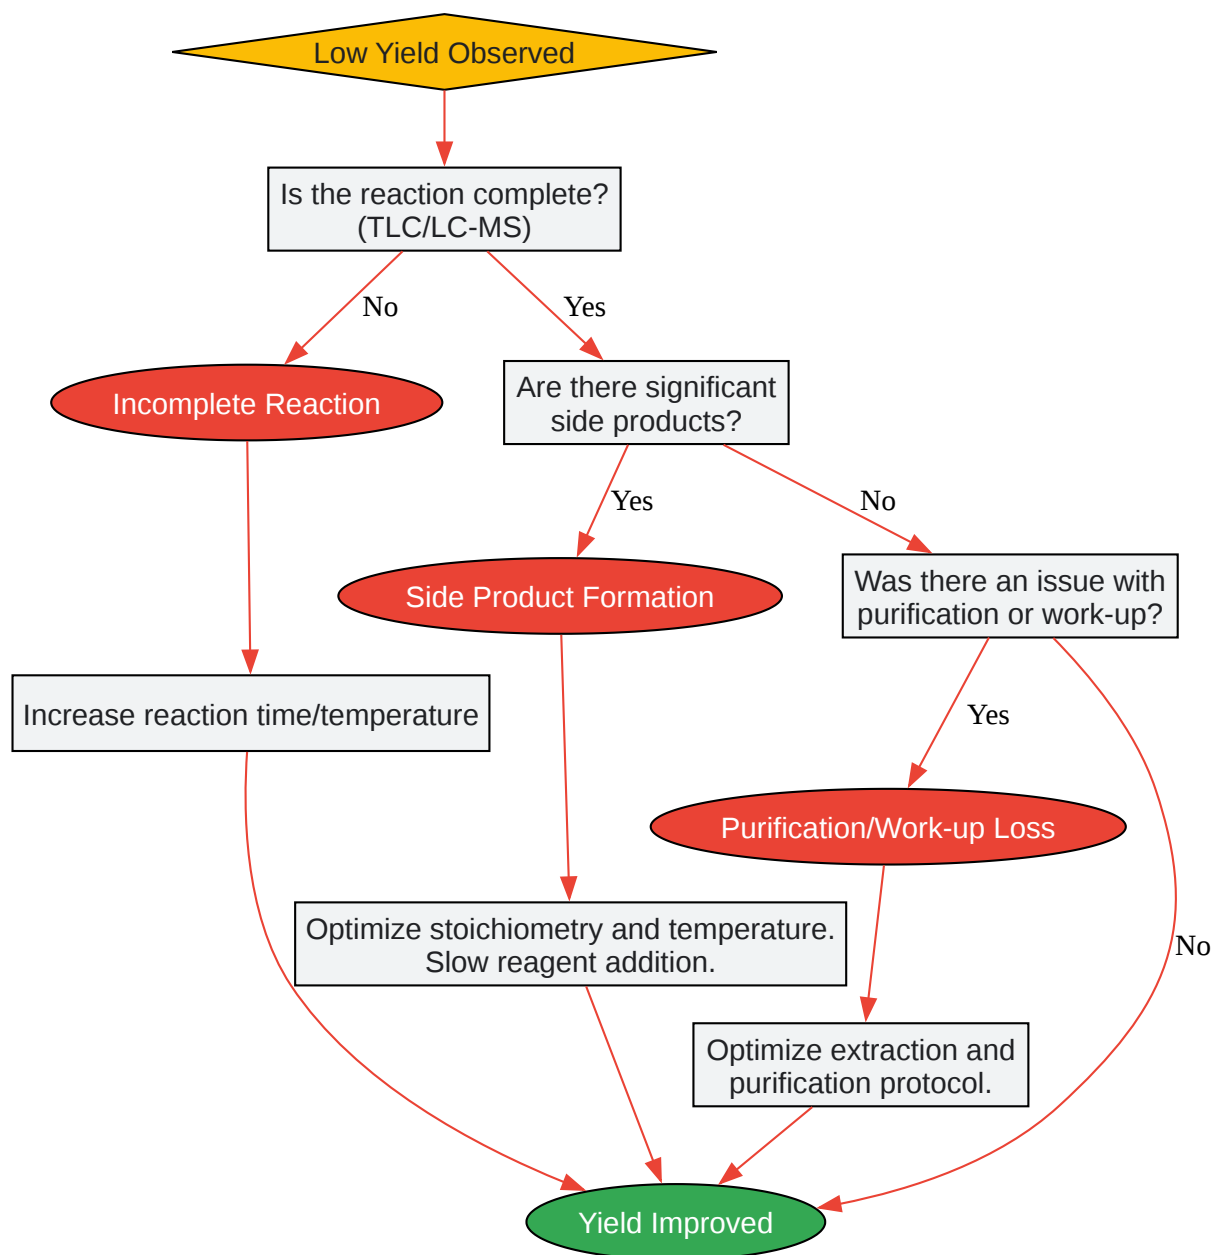 Low Yield Observed
Is the reaction complete?
(TLC/LC-MS)
No
Yes
Incomplete Reaction
Are there significant
side products?
Yes
No
Side Product Formation
Was there an issue with
purification or work-up?
Increase reaction time/temperature
Yes
Purification/Work-up Loss
Optimize stoichiometry and temperature.
Slow reagent addition.
No
Optimize extraction and
purification protocol.
Yield Improved